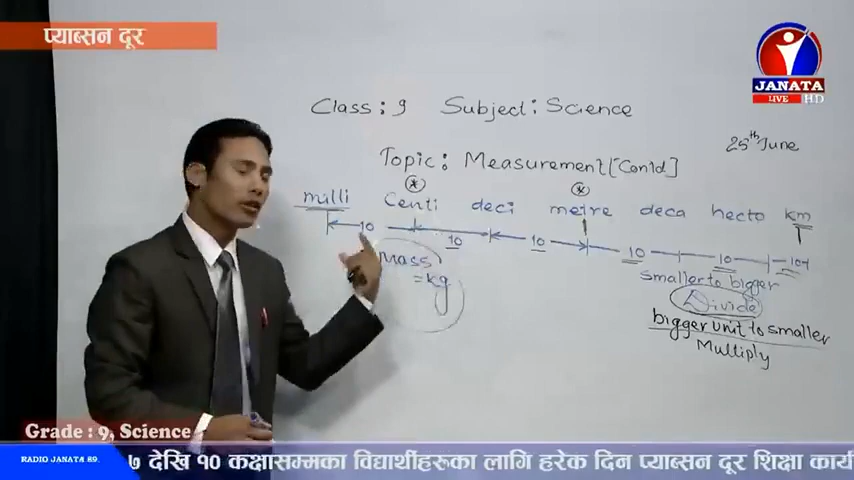 प्याब्सन दूर
JANATA
LIVE HD
Class: 9 Subject: Science
25th June
Topic: Measurement [Con'd]
milli Centi deci metre deca hecto km
10 10 10 10 10 10
Mass
= kg
smaller to bigger
Divide
bigger unit to smaller
Multiply
Grade : 9, Science
RADIO JANATA 89.
७ देखि १० कक्षासम्मका विद्यार्थीहरूका लागि हरेक दिन प्याब्सन दूर शिक्षा कार्य